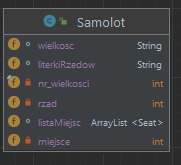 C Samolot
f wielkosc String
f literkiRzedow String
f nr_wielkosci int
f rzad int
f listaMiejsc ArrayList <Seat>
f miejsce int